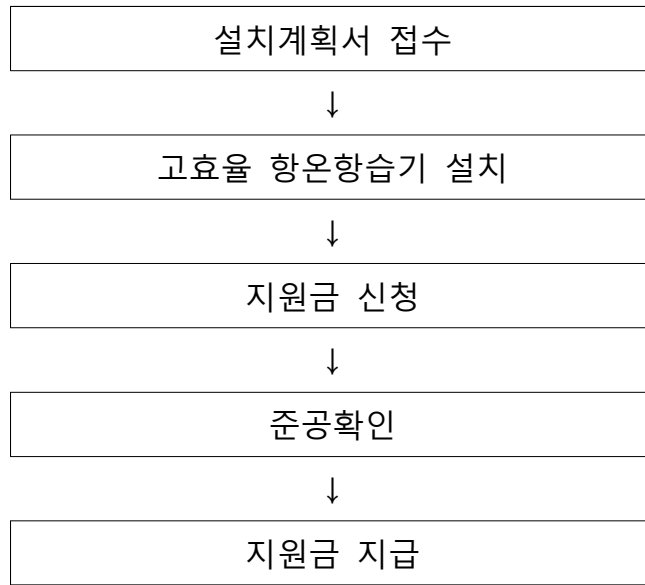 설치계획서 접수
↓
고효율 항온항습기 설치
↓
지원금 신청
↓
준공확인
↓
지원금 지급